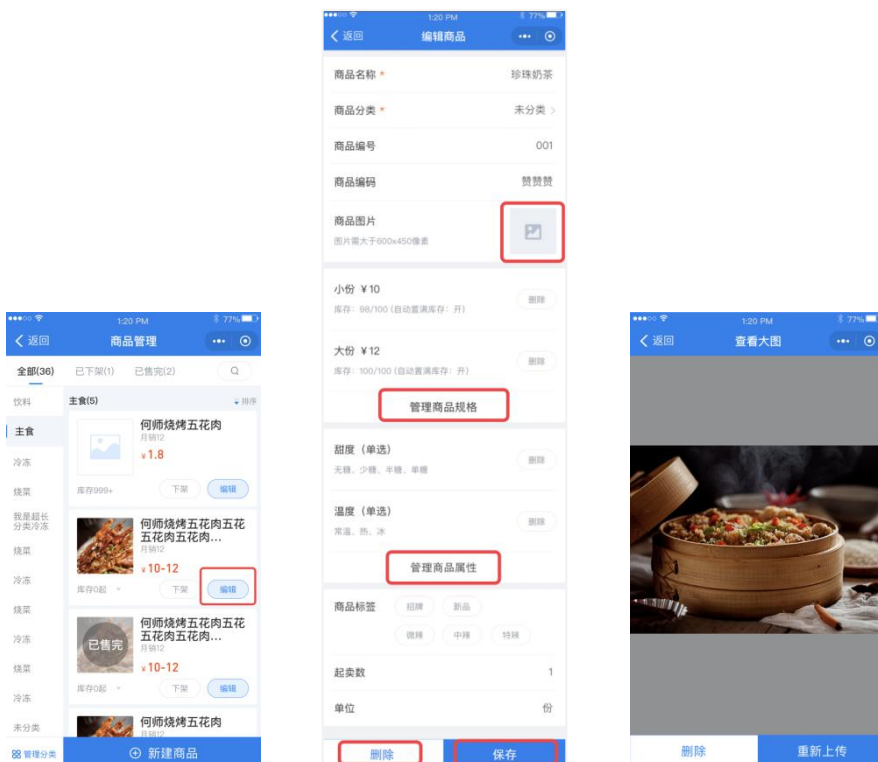 1:20 PM
77%
返回
商品管理
全部(36)
已下架(1)
已售完(2)
饮料
主食
冷冻
烧菜
我是超长
分类冷冻
烧菜
冷冻
烧菜
冷冻
烧菜
冷冻
未分类
管理分类
主食(5)
排序
何师烧烤五花肉
月销12
¥1.8
库存999+
下架
编辑
何师烧烤五花肉五花
五花肉五花肉...
月销12
¥10-12
库存0起
下架
编辑
已售完
何师烧烤五花肉五花
五花肉五花肉...
月销12
¥10-12
库存0起
下架
编辑
何师烧烤五花肉
月销12
新建商品
1:20 PM
77%
返回
编辑商品
商品名称 *
珍珠奶茶
商品分类 *
未分类
商品编号
001
商品编码
赞赞赞
商品图片
图片需大于600x450像素
小份 ¥10
库存：98/100 (自动置满库存：开)
删除
大份 ¥12
库存：100/100 (自动置满库存：开)
删除
管理商品规格
甜度（单选）
无糖、少糖、半糖、单糖
删除
温度（单选）
常温、热、冰
删除
管理商品属性
商品标签
招牌
新品
微辣
中辣
特辣
起卖数
1
单位
份
删除
保存
1:20 PM
77%
返回
查看大图
删除
重新上传